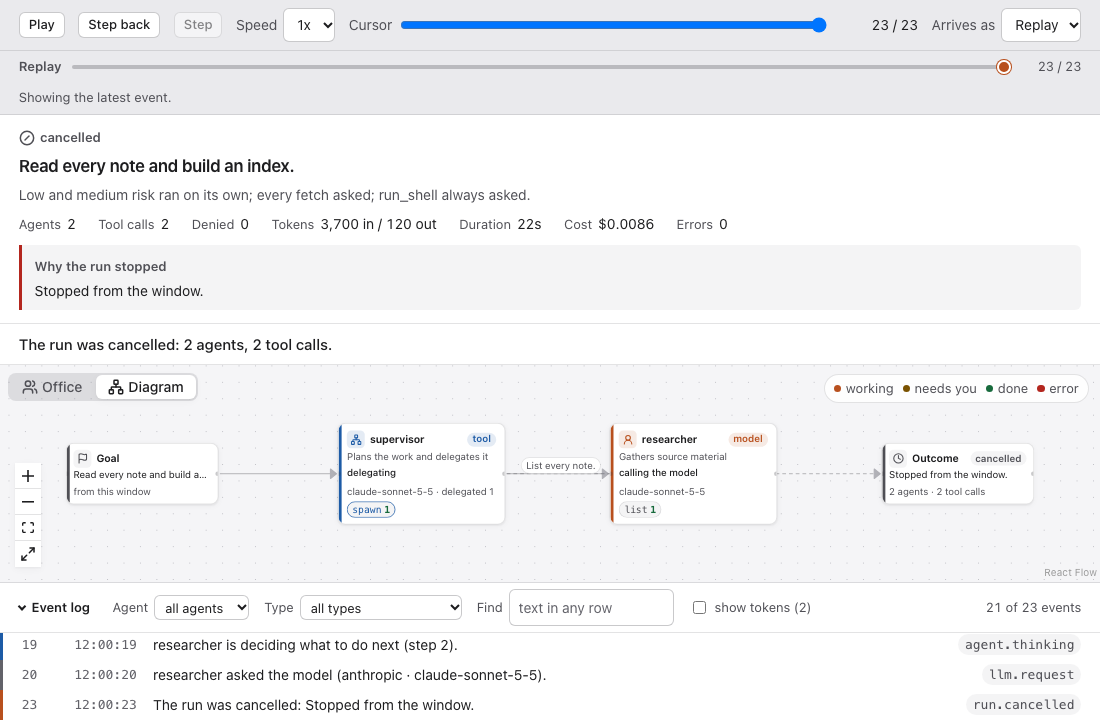 Play Step back Step Speed 1x Cursor 23 / 23 Arrives as Replay
Replay 23 / 23
Showing the latest event.
cancelled
Read every note and build an index.
Low and medium risk ran on its own; every fetch asked; run_shell always asked.
Agents 2 Tool calls 2 Denied 0 Tokens 3,700 in / 120 out Duration 22s Cost $0.0086 Errors 0
Why the run stopped
Stopped from the window.
The run was cancelled: 2 agents, 2 tool calls.
Office Diagram
working needs you done error
Goal
Read every note and build a...
from this window
supervisor tool
Plans the work and delegates it
delegating
claude-sonnet-5-5 · delegated 1
spawn 1
List every note.
researcher model
Gathers source material
calling the model
claude-sonnet-5-5
list 1
Outcome cancelled
Stopped from the window.
2 agents · 2 tool calls
React Flow
Event log Agent all agents Type all types Find text in any row show tokens (2) 21 of 23 events
19 12:00:19 researcher is deciding what to do next (step 2). agent.thinking
20 12:00:20 researcher asked the model (anthropic · claude-sonnet-5-5). llm.request
23 12:00:23 The run was cancelled: Stopped from the window. run.cancelled